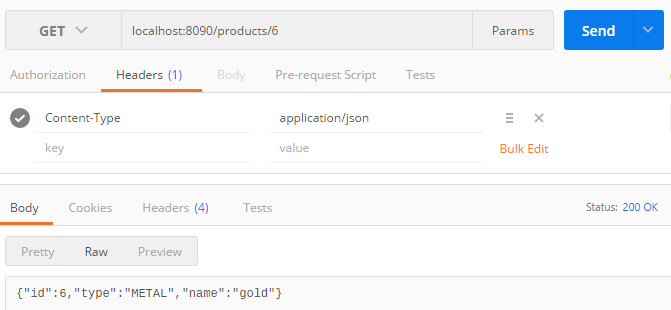 GET localhost:8090/products/6 Params Send
Authorization Headers (1) Body Pre-request Script Tests
Content-Type application/json
key value Bulk Edit
Body Cookies Headers (4) Tests Status: 200 OK
Pretty Raw Preview
{"id":6,"type":"METAL","name":"gold"}